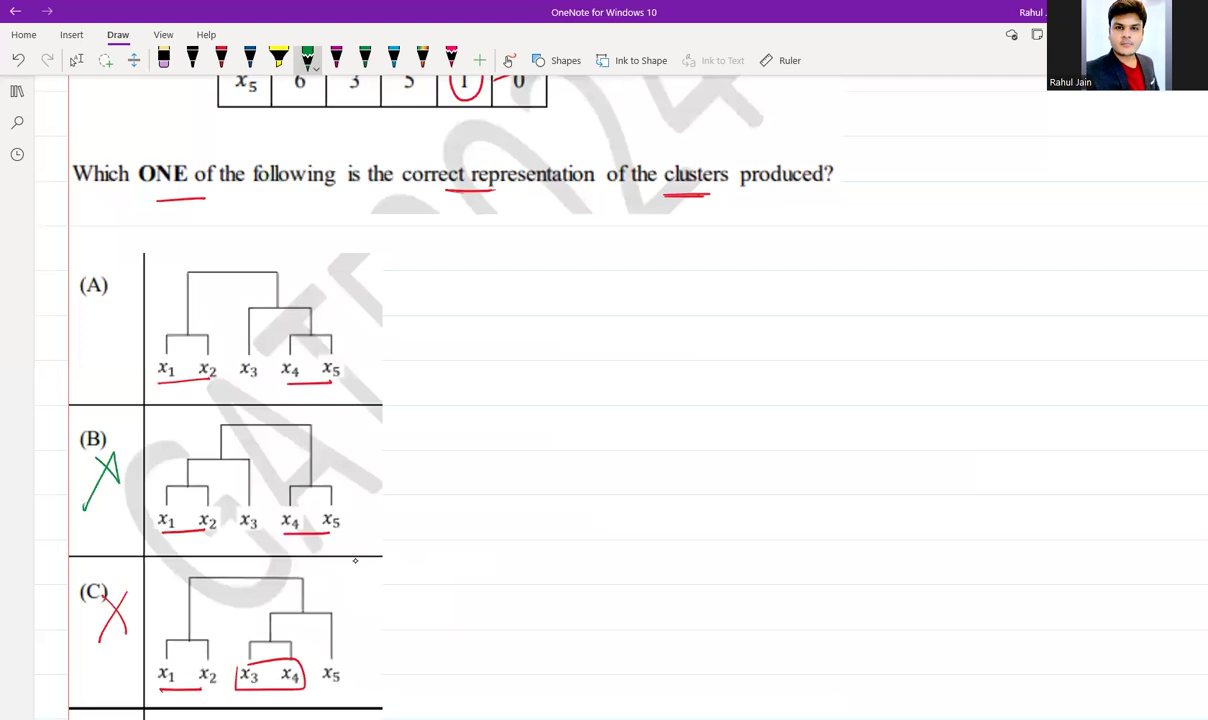 OneNote for Windows 10
Rahul J
Home Insert Draw View Help
Shapes Ink to Shape Ink to Text Ruler
Rahul Jain
x5 6 3 5 1 0
Which ONE of the following is the correct representation of the clusters produced?
(A)
x1 x2 x3 x4 x5
(B)
x1 x2 x3 x4 x5
(C)
x1 x2 x3 x4 x5
GATE 2024